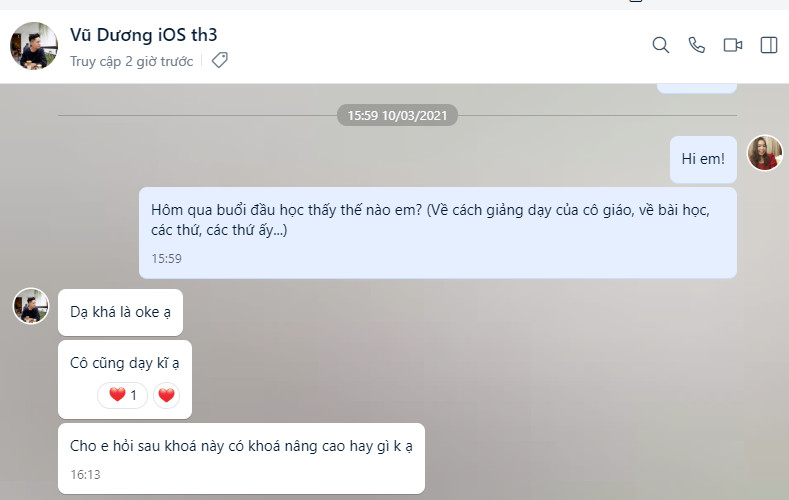 Vũ Dương iOS th3
Truy cập 2 giờ trước
15:59 10/03/2021
Hi em!
Hôm qua buổi đầu học thấy thế nào em? (Về cách giảng dạy của cô giáo, về bài học,
các thứ, các thứ ấy...)
15:59
Dạ khá là oke ạ
Cô cũng dạy kĩ ạ
1
Cho e hỏi sau khoá này có khoá nâng cao hay gì k ạ
16:13